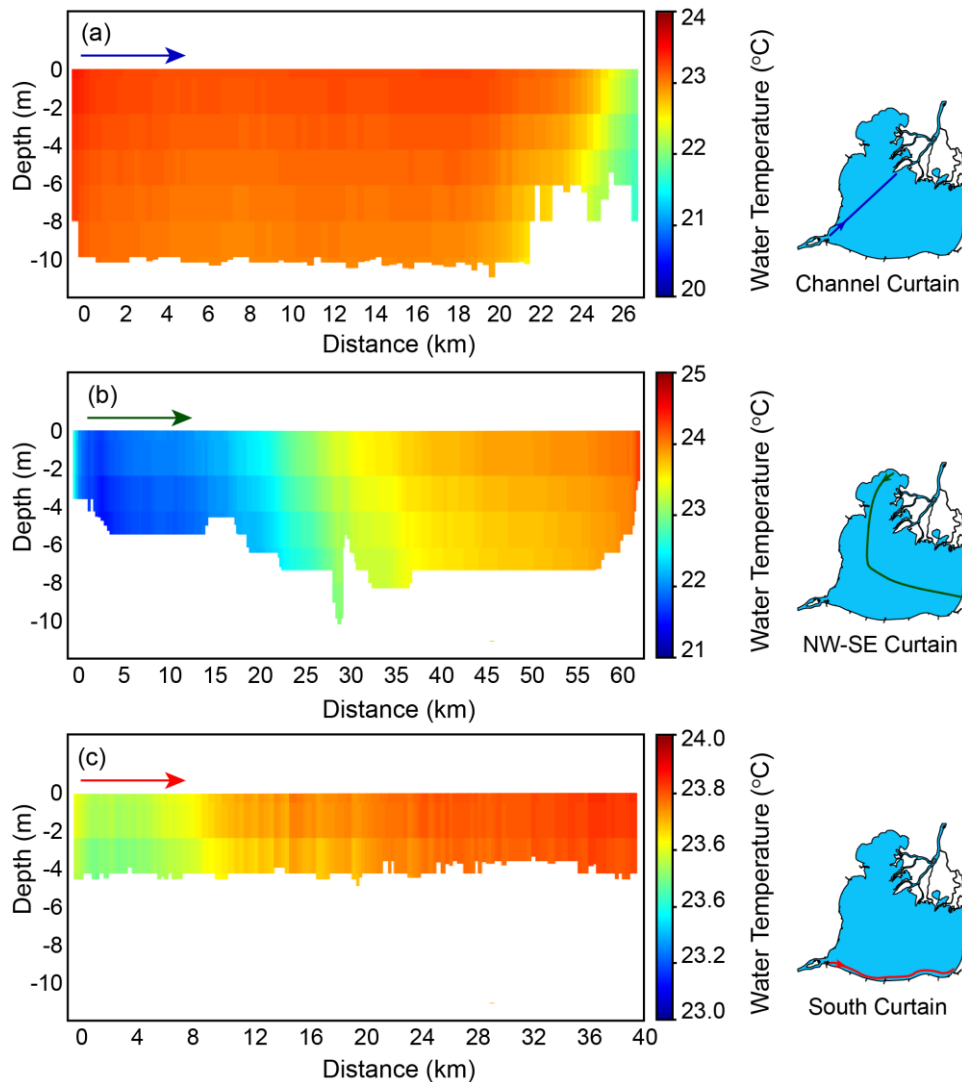 (a)
0
-2
-4
-6
-8
-10
Depth (m)
0 2 4 6 8 10 12 14 16 18 20 22 24 26
Distance (km)
24
23
22
21
20
Water Temperature (°C)
Channel Curtain
(b)
0
-2
-4
-6
-8
-10
Depth (m)
0 5 10 15 20 25 30 35 40 45 50 55 60
Distance (km)
25
24
23
22
21
Water Temperature (°C)
NW-SE Curtain
(c)
0
-2
-4
-6
-8
-10
Depth (m)
0 2 4 6 8 10 12 14 16 18 20 24 28 32 36 40
Distance (km)
24.0
23.8
23.6
23.6
23.2
23.0
Water Temperature (°C)
South Curtain